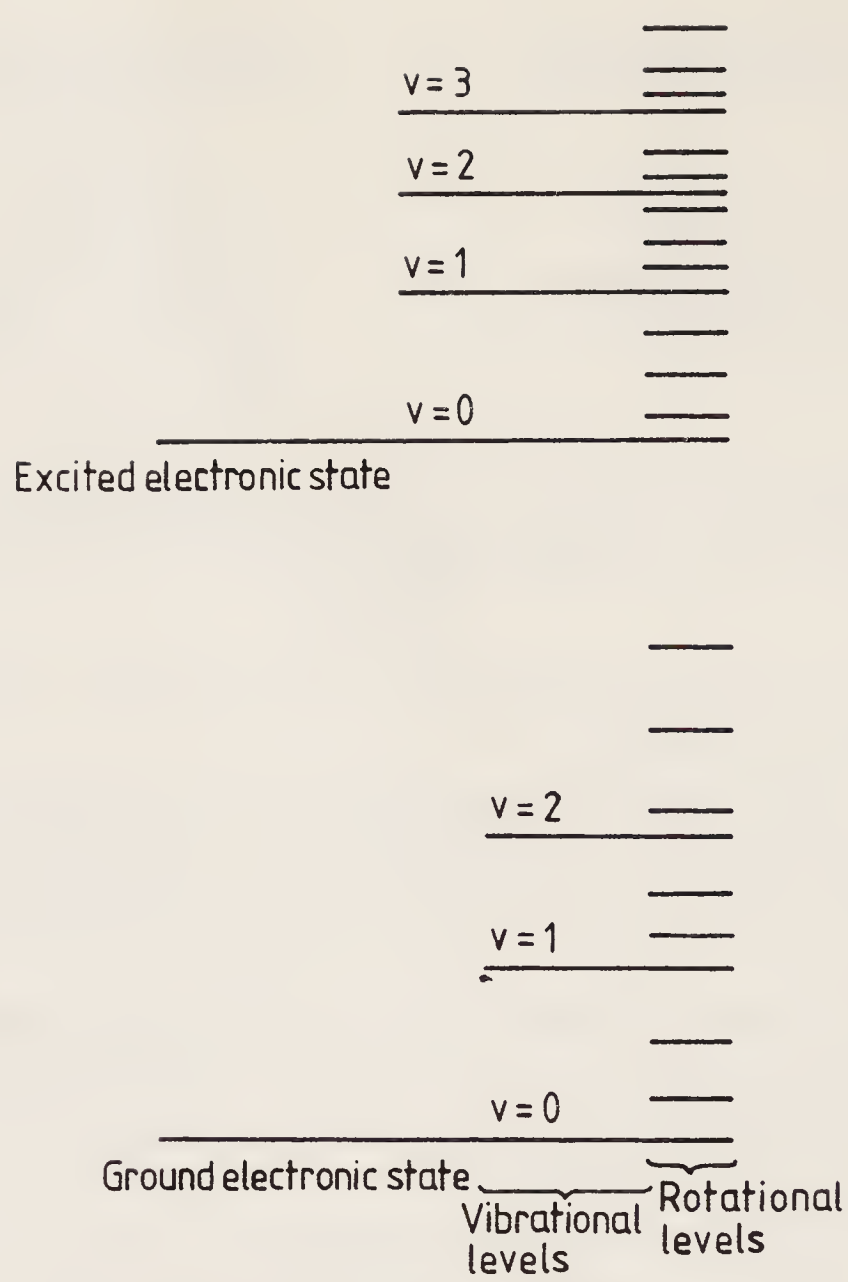 v = 3
v = 2
v = 1
v = 0
Excited electronic state
v = 2
v = 1
v = 0
Ground electronic state
Vibrational
levels
Rotational
levels